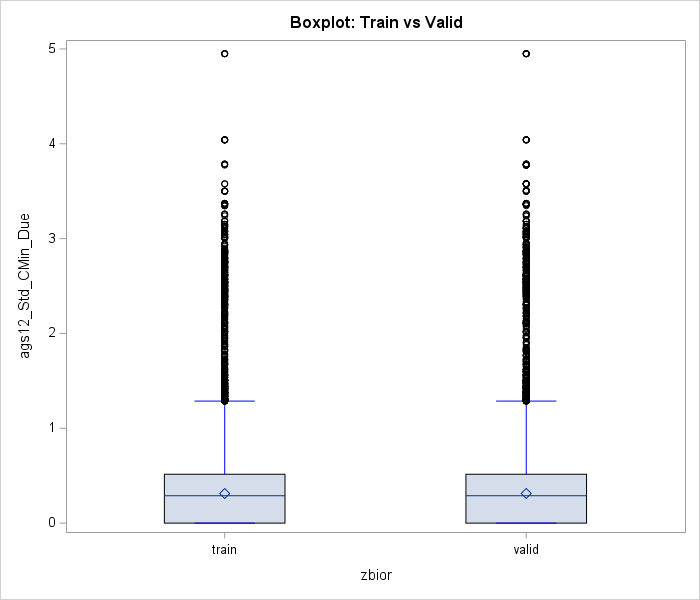 Boxplot: Train vs Valid
5
4
3
2
1
0
ags12_Std_CMin_Due
train
valid
zbior